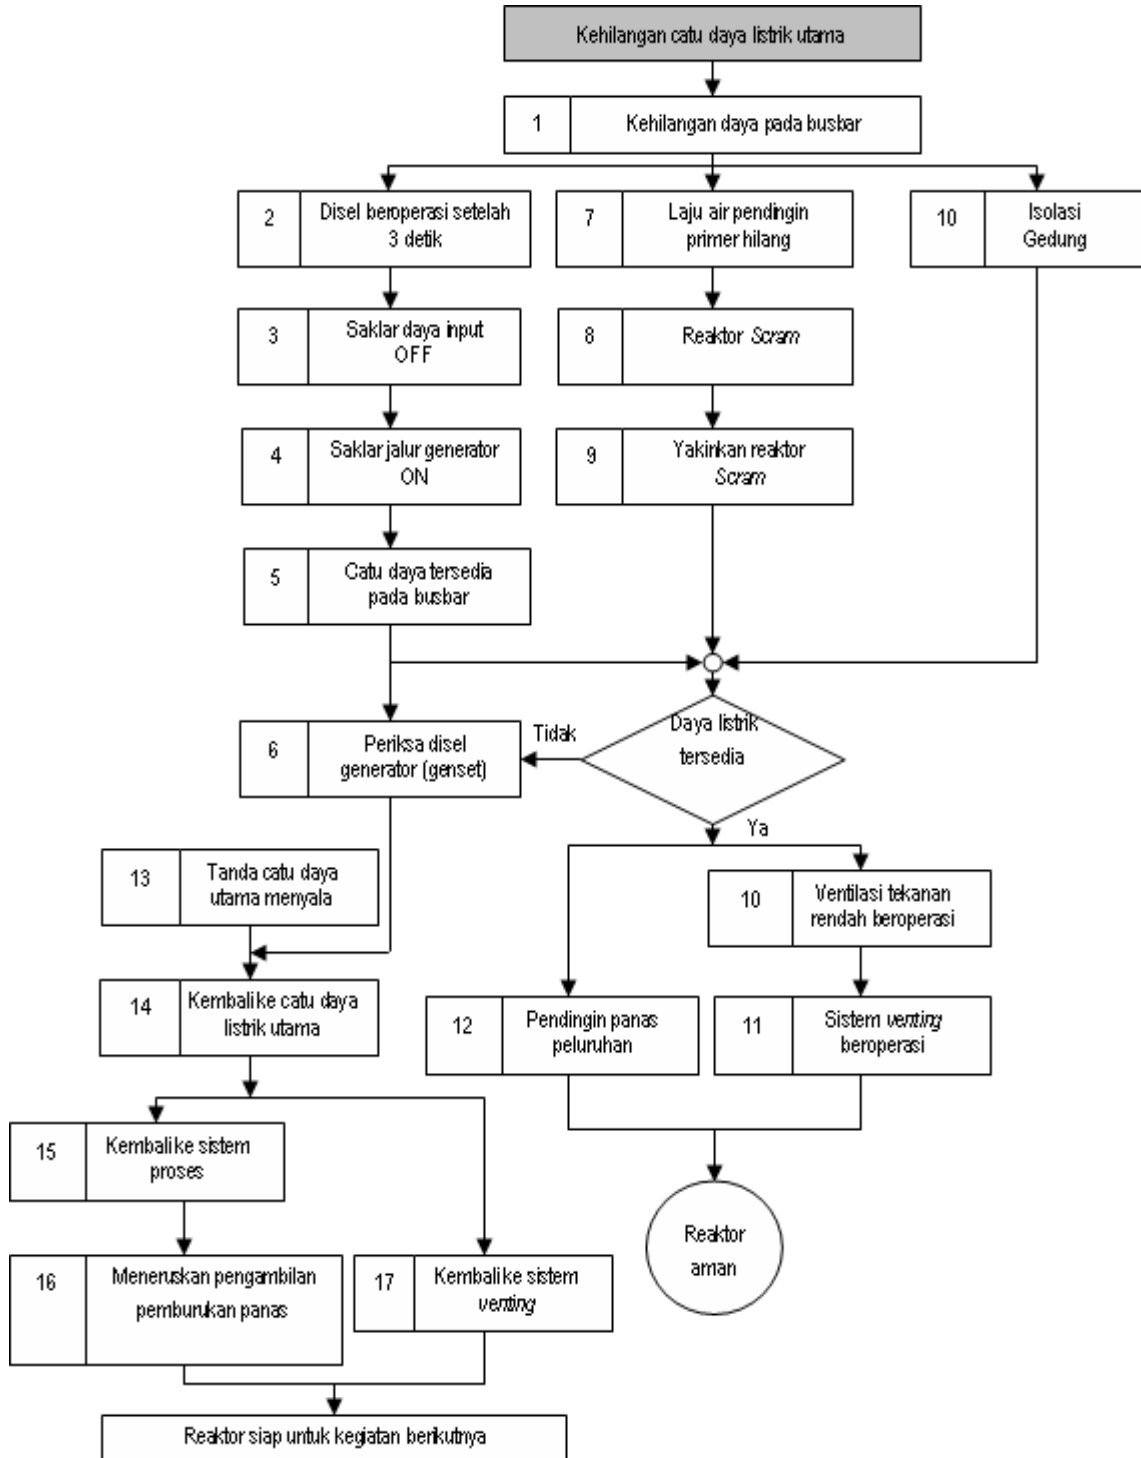 Kehilangan catu daya listrik utama
1
Kehilangan daya pada busbar
2
Disel beroperasi setelah
3 detik
7
Laju air pendingin
primer hilang
10
Isolasi
Gedung
3
Saklar daya input
OFF
8
Reaktor Scram
4
Saklar jalur generator
ON
9
Yakinkan reaktor
Scram
5
Catu daya tersedia
pada busbar
6
Periksa disel
generator (genset)
Tidak
Daya listrik
tersedia
Ya
13
Tanda catu daya
utama menyala
10
Ventilasi tekanan
rendah beroperasi
14
Kembali ke catu daya
listrik utama
12
Pendingin panas
peluruhan
11
Sistem venting
beroperasi
15
Kembali ke sistem
proses
16
Meneruskan pengambilan
pemburukan panas
17
Kembali ke sistem
venting
Reaktor
aman
Reaktor siap untuk kegiatan berikutnya